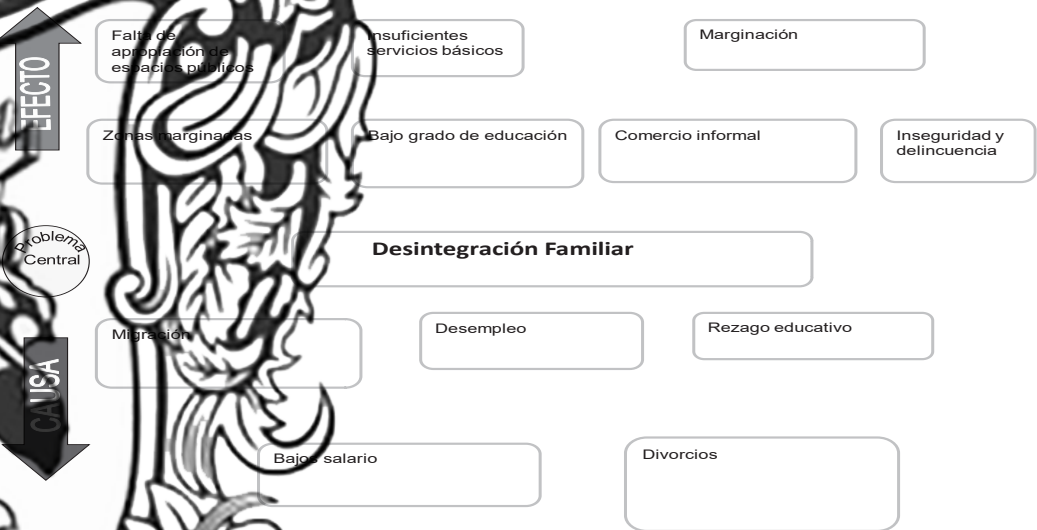 EFECTO
Falta de
apropiación de
espacios públicos
Insuficientes
servicios básicos
Marginación
Zonas marginadas
Bajo grado de educación
Comercio informal
Inseguridad y
delincuencia
Problema
Central
Desintegración Familiar
Migración
Desempleo
Rezago educativo
CAUSA
Bajos salario
Divorcios